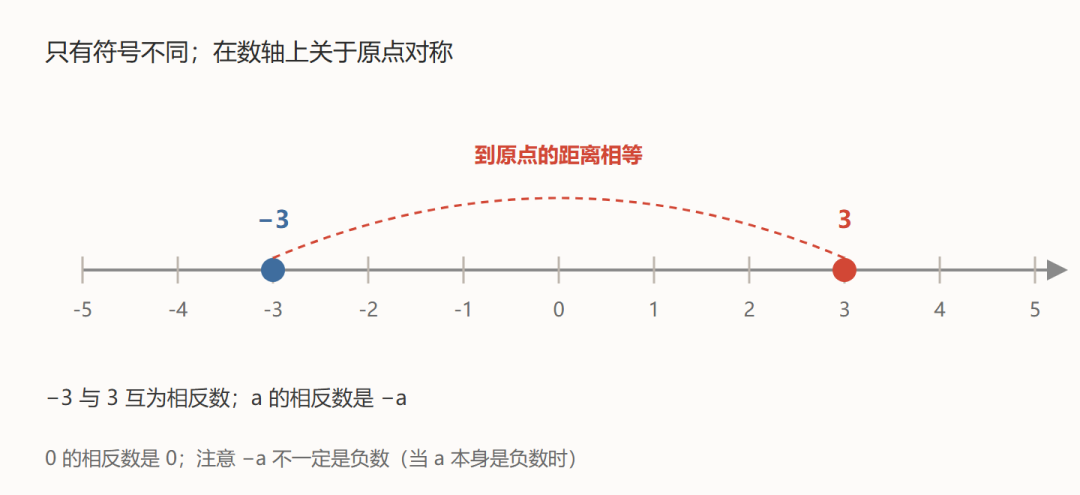 只有符号不同；在数轴上关于原点对称
到原点的距离相等
−3 3
-5 -4 -3 -2 -1 0 1 2 3 4 5
−3 与 3 互为相反数；a 的相反数是 −a
0 的相反数是 0；注意 −a 不一定是负数（当 a 本身是负数时）